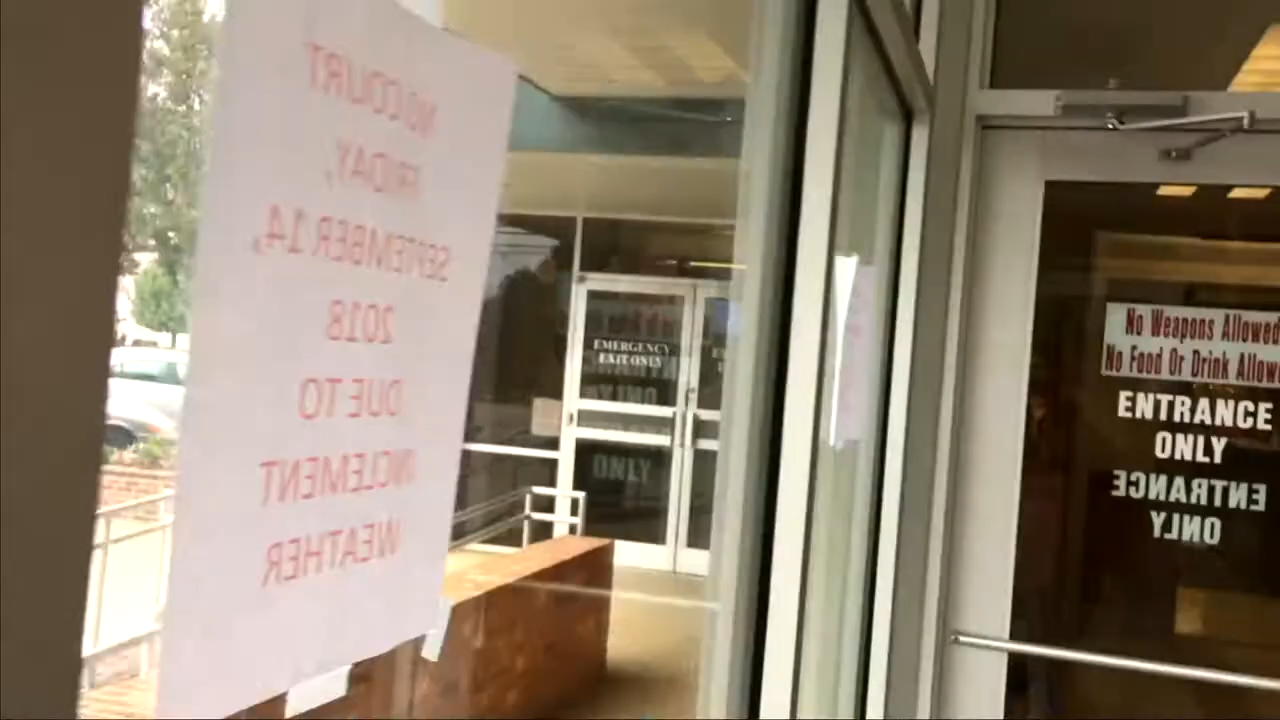 NO COURT
FRIDAY,
SEPTEMBER 14,
2018
DUE TO
INCLEMENT
WEATHER
EMERGENCY
EXIT ONLY
ONLY
No Weapons Allowed
No Food Or Drink
ENTRANCE
ONLY
ENTRANCE
ONLY